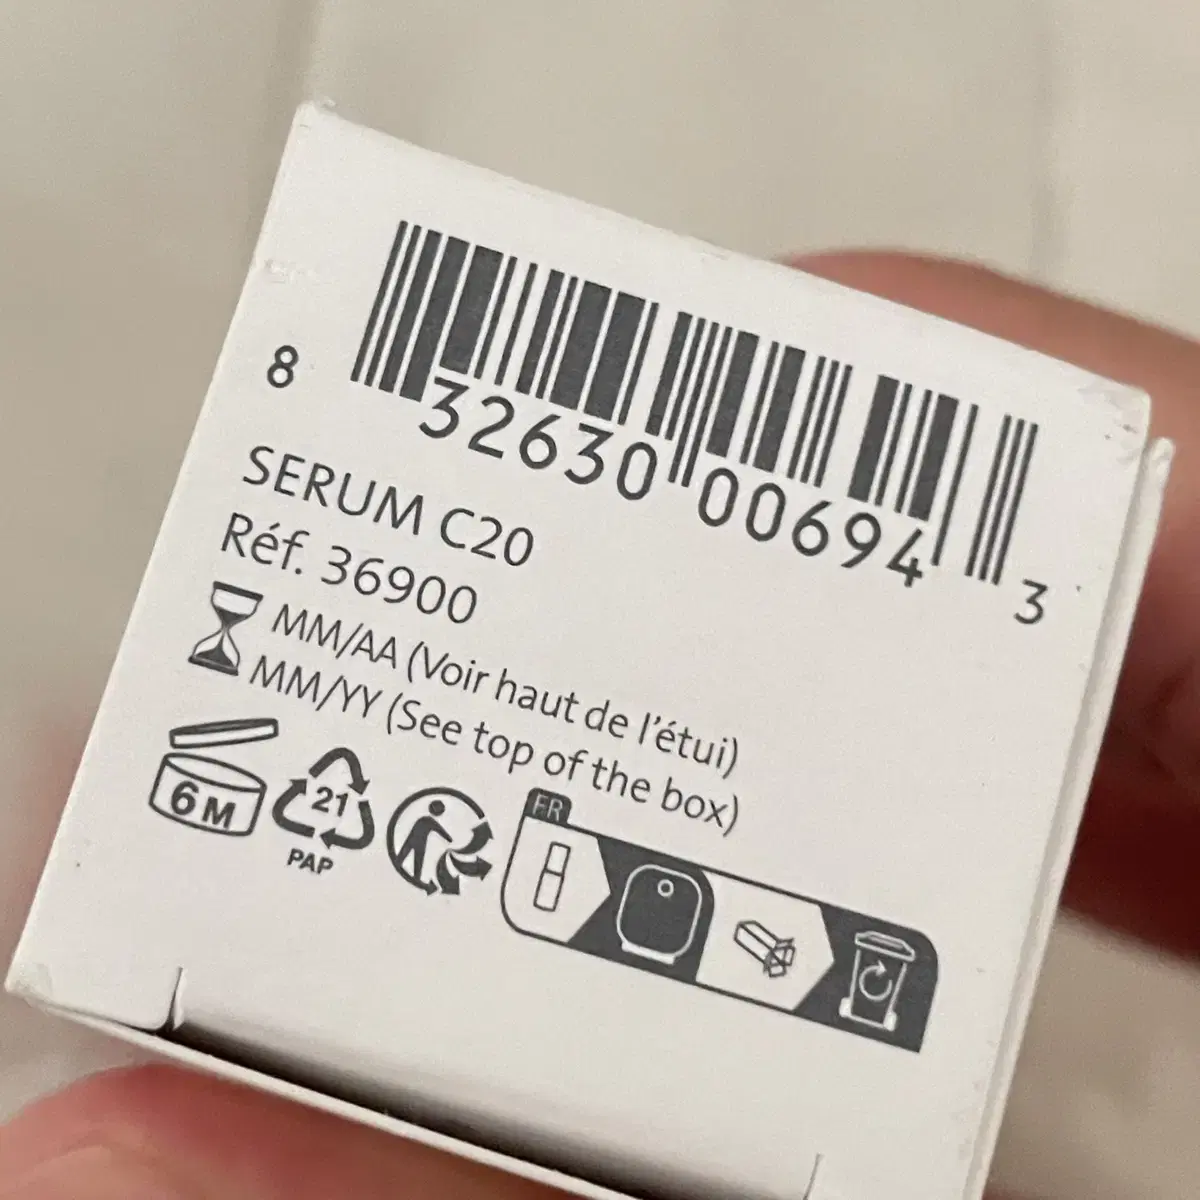 8 32630 00694 3
SERUM C20
Réf. 36900
MM/AA (Voir haut de l'étui)
MM/YY (See top of the box)
6 M
21
PAP
FR